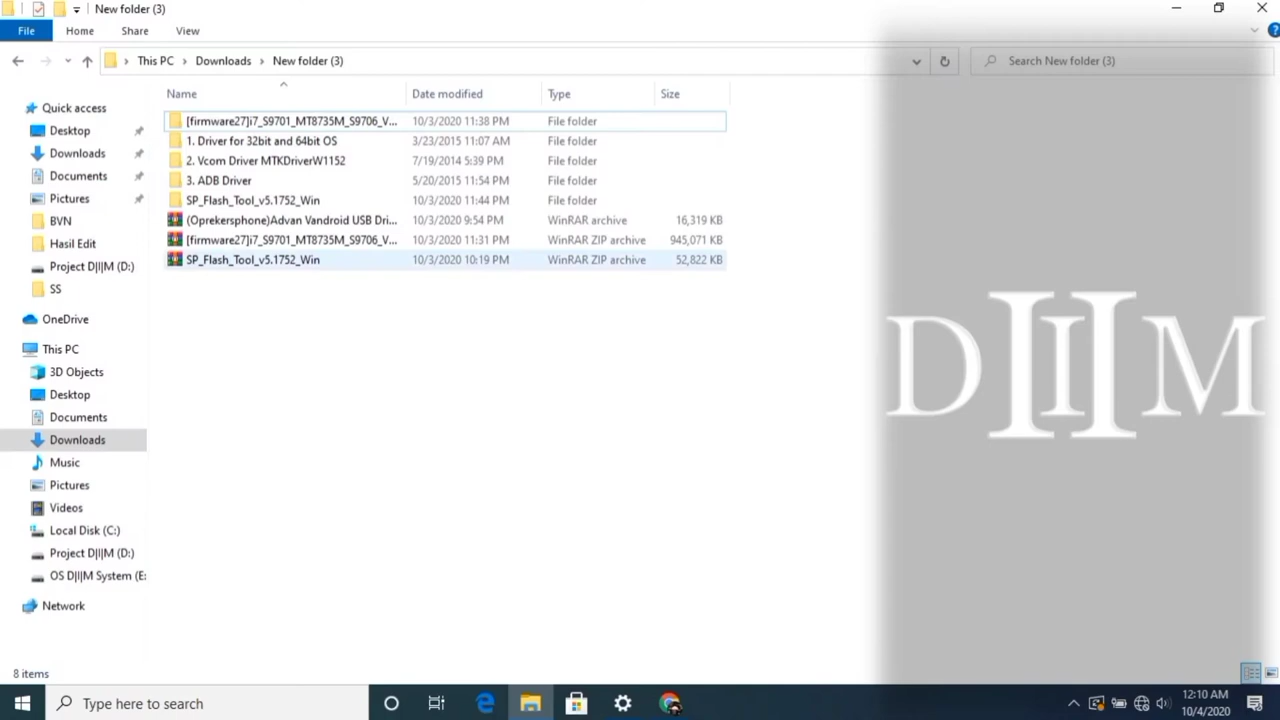 New folder (3)
File Home Share View
This PC Downloads New folder (3)
Search New folder (3)
Name Date modified Type Size
[firmware27]i7_S9701_MT8735M_S9706_V... 10/3/2020 11:38 PM File folder
1. Driver for 32bit and 64bit OS 3/23/2015 11:07 AM File folder
2. Vcom Driver MTKDriverW1152 7/19/2014 5:39 PM File folder
3. ADB Driver 5/20/2015 11:54 PM File folder
SP_Flash_Tool_v5.1752_Win 10/3/2020 11:44 PM File folder
(Oprekersphone)Advan Vandroid USB Dri... 10/3/2020 9:54 PM WinRAR archive 16,319 KB
[firmware27]i7_S9701_MT8735M_S9706_V... 10/3/2020 11:31 PM WinRAR ZIP archive 945,071 KB
SP_Flash_Tool_v5.1752_Win 10/3/2020 10:19 PM WinRAR ZIP archive 52,822 KB
Quick access
Desktop
Downloads
Documents
Pictures
BVN
Hasil Edit
Project D|I|M (D:)
SS
OneDrive
This PC
3D Objects
Desktop
Documents
Downloads
Music
Pictures
Videos
Local Disk (C:)
Project D|I|M (D:)
OS D|I|M System (E:
Network
DIIM
8 items
Type here to search
12:10 AM
10/4/2020